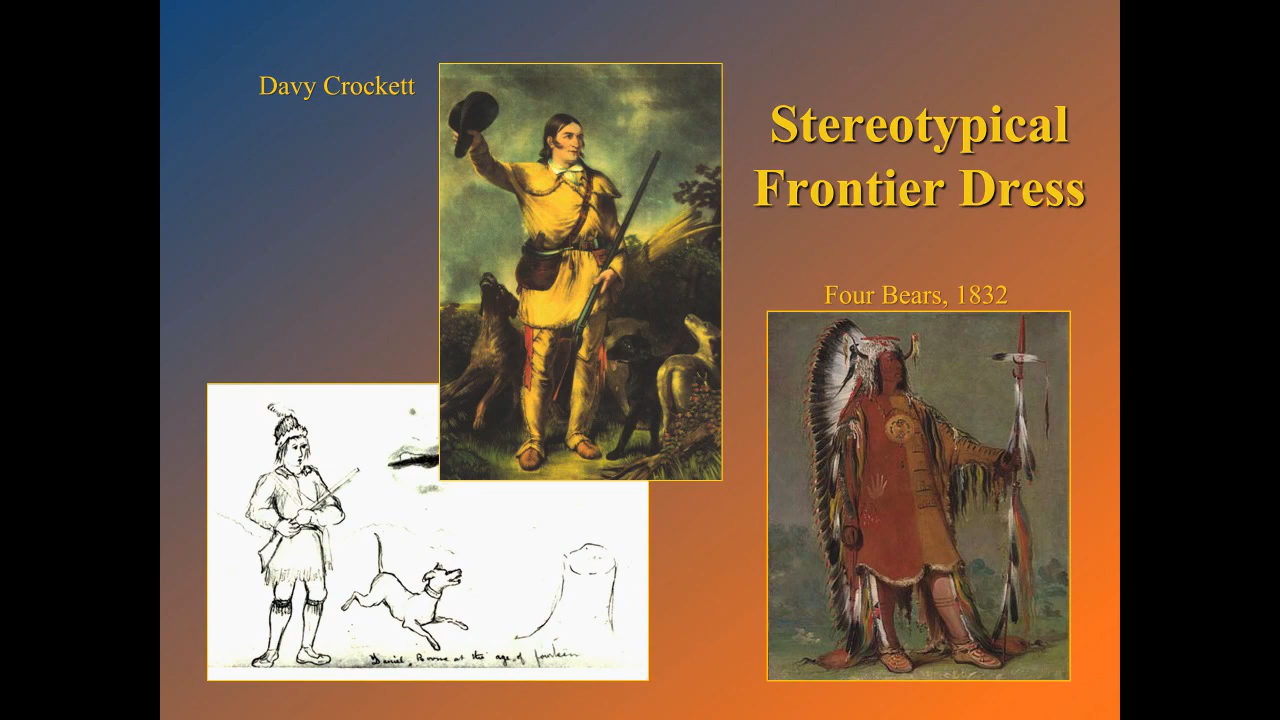 Davy Crockett
Stereotypical
Frontier Dress
Four Bears, 1832
Daniel Boone at the age of fourteen